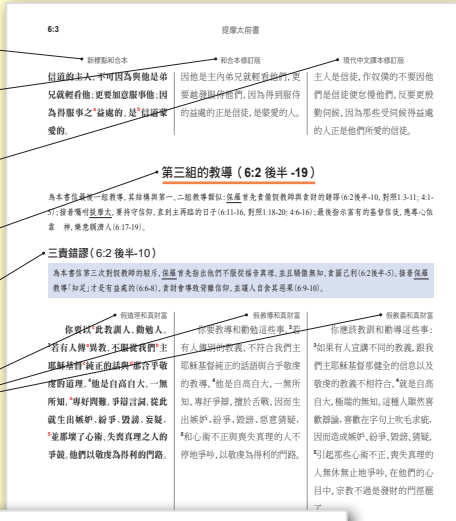 6:3
提摩太前書
新標點和合本
信道的主人，不可因為與他是弟
兄就輕看他；更要加意服事他；因
為得服事之a益處的，是b信道蒙
愛的。
和合本修訂版
因他是主內弟兄就輕看他們，更
要越發服侍他們，因為得到服侍
的益處的正是信徒，是蒙愛的人。
現代中文譯本修訂版
主人是信徒，作奴僕的不要因他
們是信徒便怠慢他們，反要更殷
勤伺候，因為那些受伺候得益處
的人正是他們所愛的信徒。
第三組的教導（6:2 後半 -19）
為本書信最後一組教導，其結構與第一、二組教導類似：保羅首先責備假教師與貪財的錯謬(6:2後半-10，對照1:3-11; 4:1-
5)；接著囑咐提摩太，要持守信仰，直到主再臨的日子(6:11-16，對照1:18-20; 4:6-16)；最後指示富有的基督信徒，應專心依
靠 神，樂意賙濟人(6:17-19)。
三責錯謬（6:2 後半-10）
為本書信第三次對假教師的駁斥，保羅首先指出他們不服從福音真理，並且驕傲無知、貪圖己利(6:2後半-5)，接著保羅
教導「知足」才是有益處的(6:6-8)，貪財會導致背離信仰，並讓人自食其惡果(6:9-10)。
假道理和真財富
你要以c此教訓人，勸勉人。
3若有人傳a異教，不服從我們b主
耶穌基督c純正的話與d那合乎敬
虔的道理，4他是自高自大，一無
所知，a專好問難，爭辯言詞，從此
就生出嫉妒、紛爭、毀謗、妄疑，
5並那壞了心術、失喪真理之人的
爭競。他們以敬虔為得利的門路。
假教導和真財富
你要教導和勸勉這些事。3若
有人傳別的教義，不符合我們主
耶穌基督純正的話語與合乎敬虔
的教導，4他是自高自大，一無所
知，專好爭辯，擅於舌戰，因而生
出嫉妒、紛爭、毀謗、惡意猜疑，
5和心術不正與喪失真理的人不
停地爭吵，以敬虔為得利的門路。
假教義和真財富
你應該教訓和勸導這些事：
3如果有人宣講不同的教義，跟我
們主耶穌基督那健全的信息以及
敬虔的教義不相符合，4就是自高
自大，極端的無知。這種人顯然喜
歡辯論，喜歡在字句上吹毛求疵，
因而造成嫉妒、紛爭、毀謗、猜疑，
5引起那些心術不正，喪失真理的
人無休無止地爭吵。在他們的心
目中，宗教不過是發財的門徑罷
了。